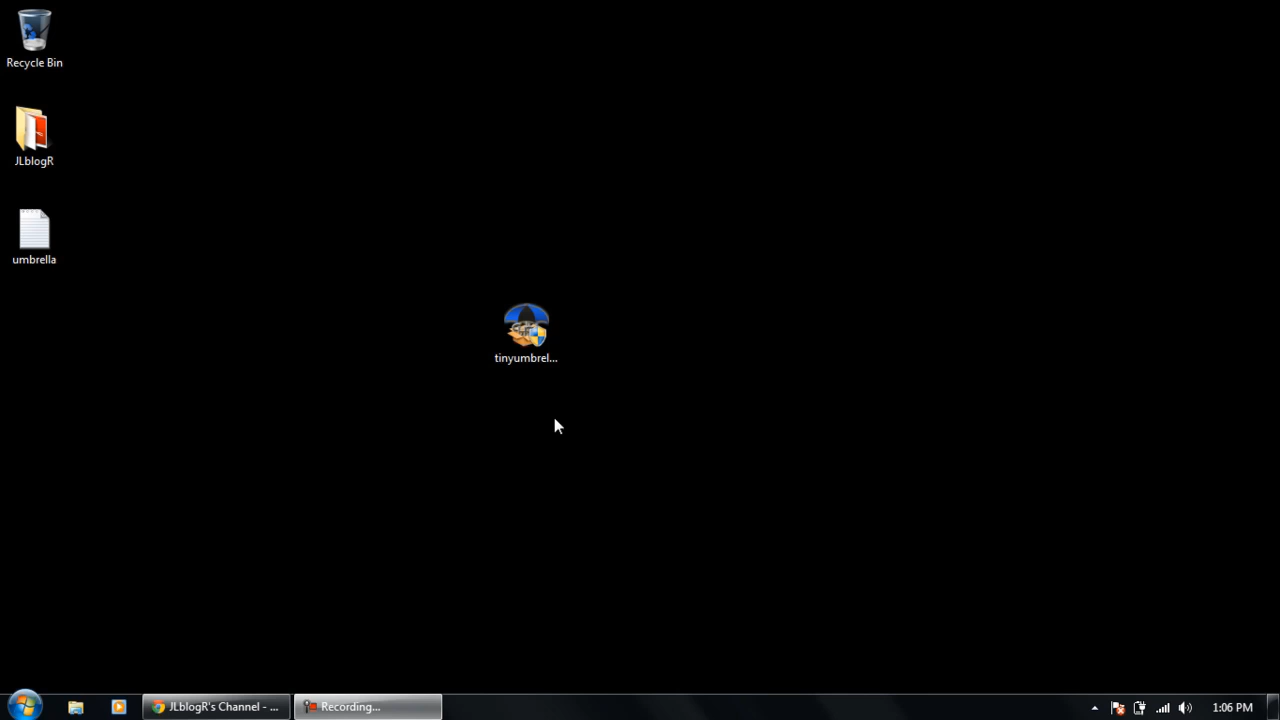 Recycle Bin
JLblogR
umbrella
tinyumbrel...
JLblogR's Channel - ...
Recording...
1:06 PM